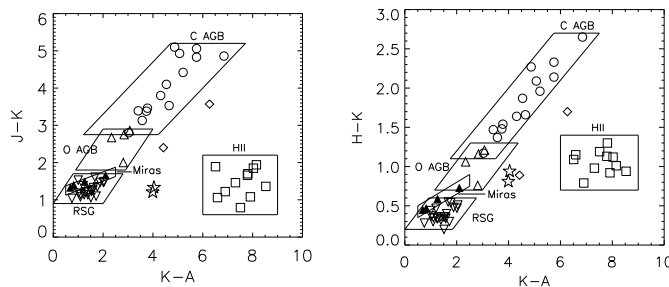 6
5
4
3
2
1
0
J-K
C AGB
O AGB
Miras
RSG
HII
0 2 4 6 8 10
K-A
3.0
2.5
2.0
1.5
1.0
0.5
0.0
H-K
C AGB
O AGB
Miras
RSG
HII
0 2 4 6 8 10
K-A